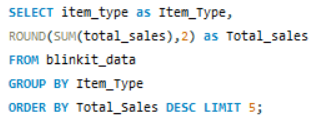 SELECT item_type as Item_Type,
ROUND(SUM(total_sales),2) as Total_sales
FROM blinkit_data
GROUP BY Item_Type
ORDER BY Total_Sales DESC LIMIT 5;